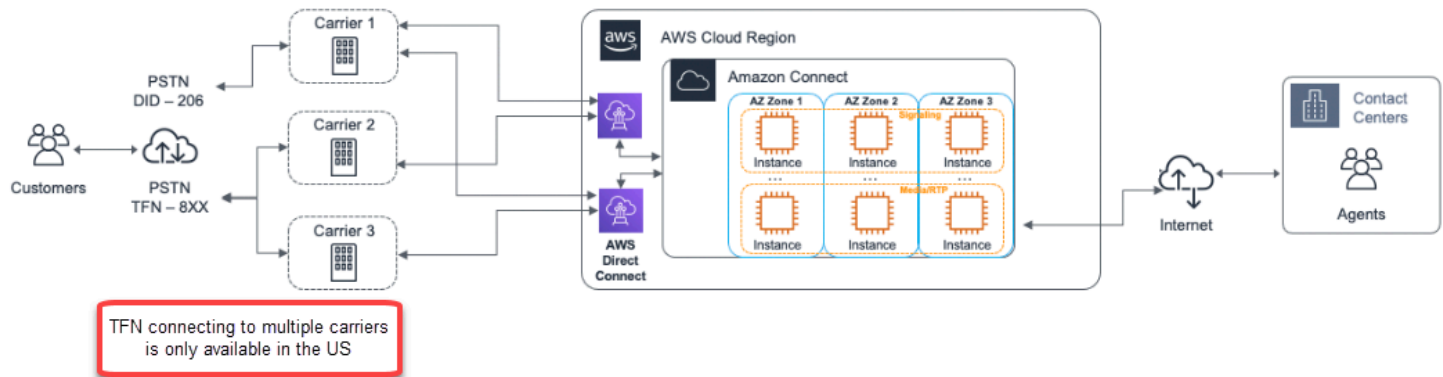 Customers
PSTN
DID – 206
PSTN
TFN – 8XX
Carrier 1
Carrier 2
Carrier 3
TFN connecting to multiple carriers
is only available in the US
aws
AWS Cloud Region
AWS
Direct
Connect
Amazon Connect
AZ Zone 1
AZ Zone 2
AZ Zone 3
Signaling
Instance
Instance
Instance
...
...
...
Media/RTP
Instance
Instance
Instance
Internet
Contact
Centers
Agents